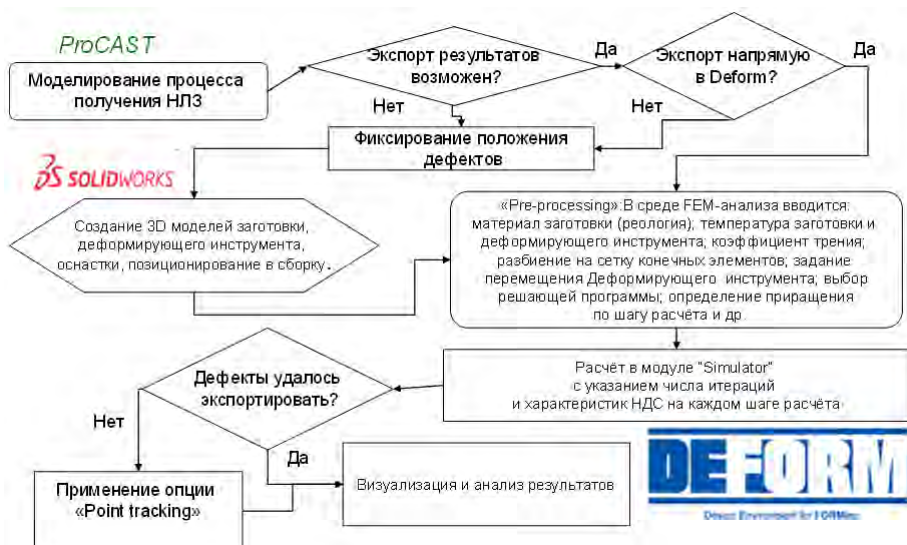 ProCAST
Моделирование процесса
получения НЛЗ
Экспорт результатов
возможен?
Да
Экспорт напрямую
в Deform?
Да
Нет
Нет
Фиксирование положения
дефектов
SOLIDWORKS
Создание 3D моделей заготовки,
деформирующего инструмента,
оснастки, позиционирование в сборку.
«Pre-processing»:В среде FEM-анализа вводится:
материал заготовки (реология); температура заготовки и
деформирующего инструмента; коэффициент трения;
разбиение на сетку конечных элементов; задание
перемещения Деформирующего инструмента; выбор
решающей программы; определение приращения
по шагу расчёта и др.
Расчёт в модуле "Simulator"
с указанием числа итераций
и характеристик НДС на каждом шаге расчёта
Дефекты удалось
экспортировать?
Нет
Да
Применение опции
«Point tracking»
Визуализация и анализ результатов
DEFORM
Environment for